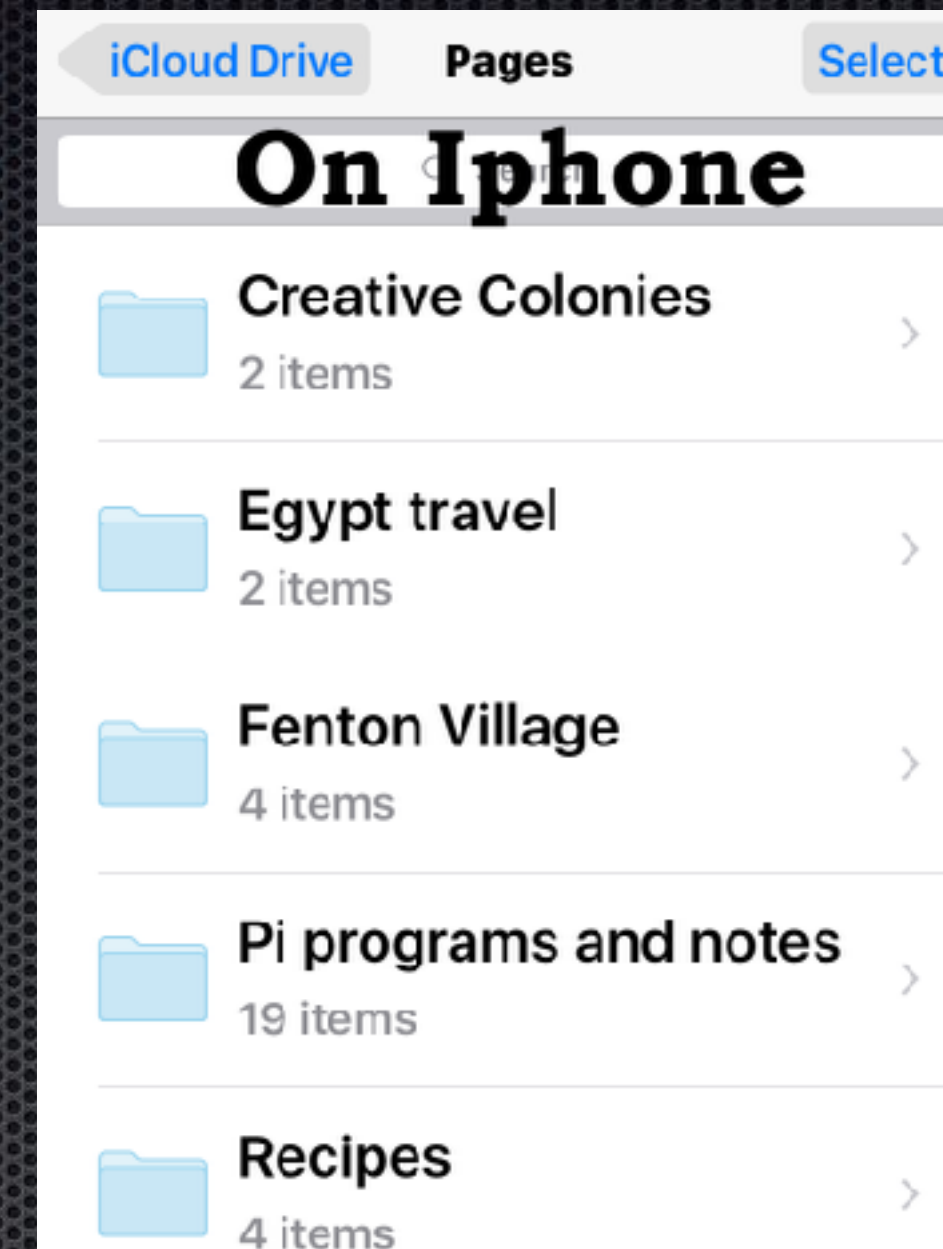 iCloud Drive Pages Select
On Iphone
Creative Colonies
2 items
Egypt travel
2 items
Fenton Village
4 items
Pi programs and notes
19 items
Recipes
4 items